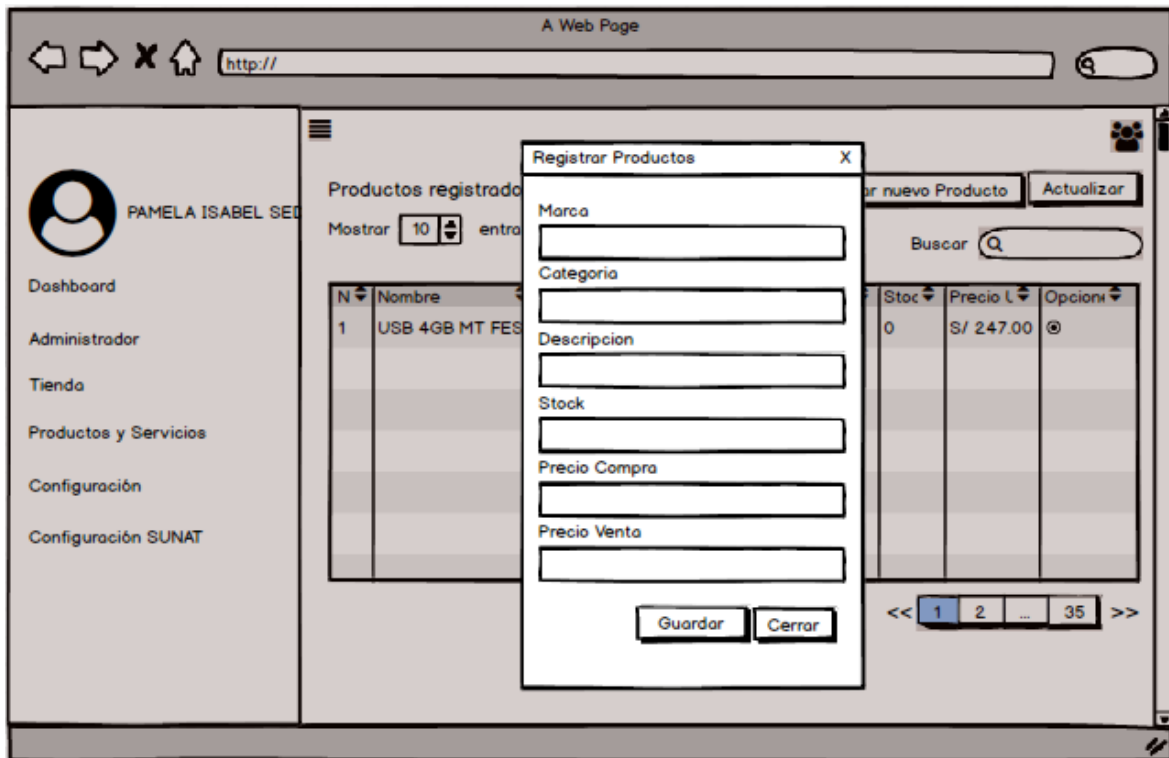 A Web Page
http://
PAMELA ISABEL SED
Dashboard
Administrador
Tienda
Productos y Servicios
Configuración
Configuración SUNAT
Productos registrado
ar nuevo Producto
Actualizar
Mostrar 10 entra
Buscar
N Nombre Stoc Precio U Opcion
1 USB 4GB MT FES 0 S/ 247.00
Registrar Productos X
Marca
Categoria
Descripcion
Stock
Precio Compra
Precio Venta
Guardar Cerrar
<< 1 2 ... 35 >>